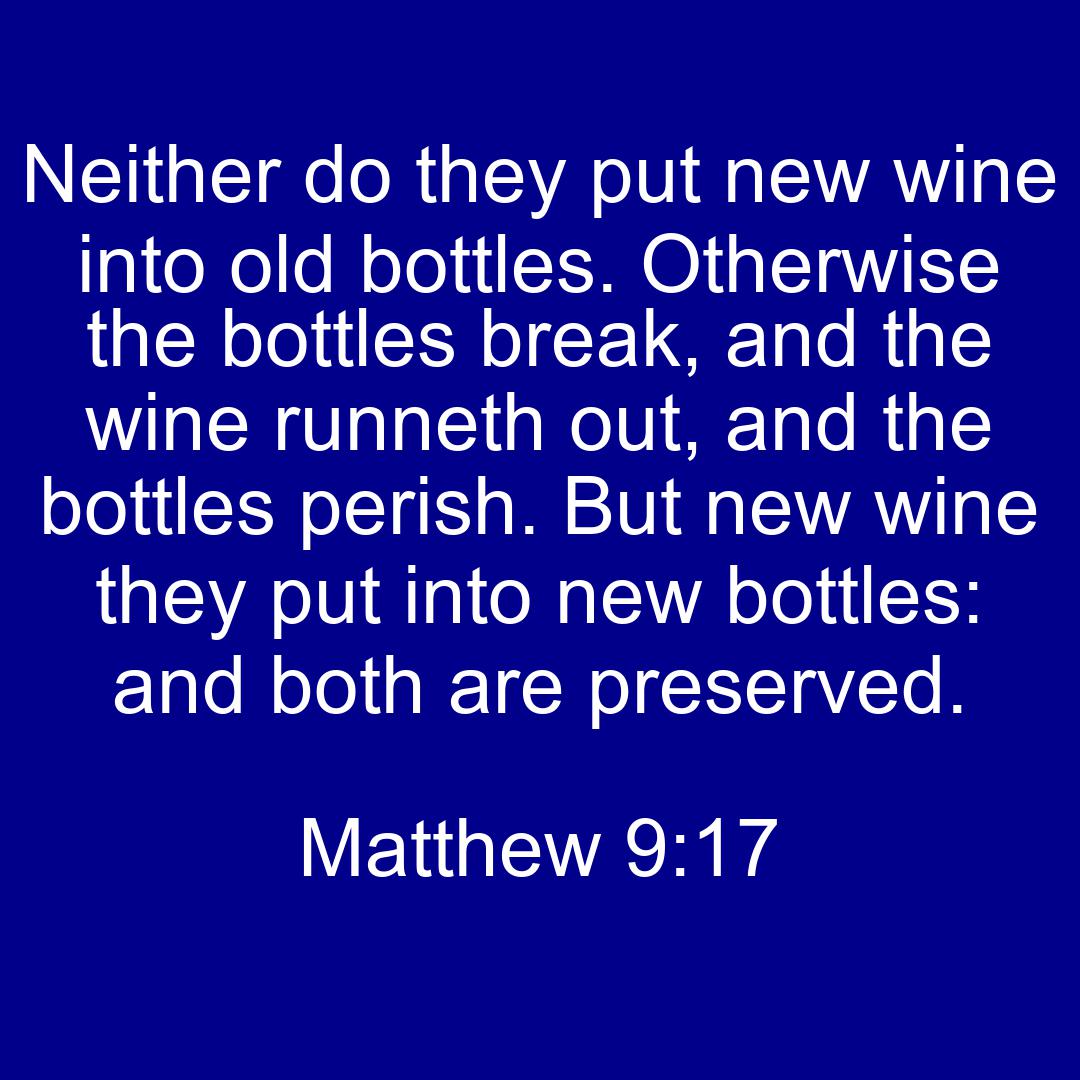 Neither do they put new wine
into old bottles. Otherwise
the bottles break, and the
wine runneth out, and the
bottles perish. But new wine
they put into new bottles:
and both are preserved.
Matthew 9:17